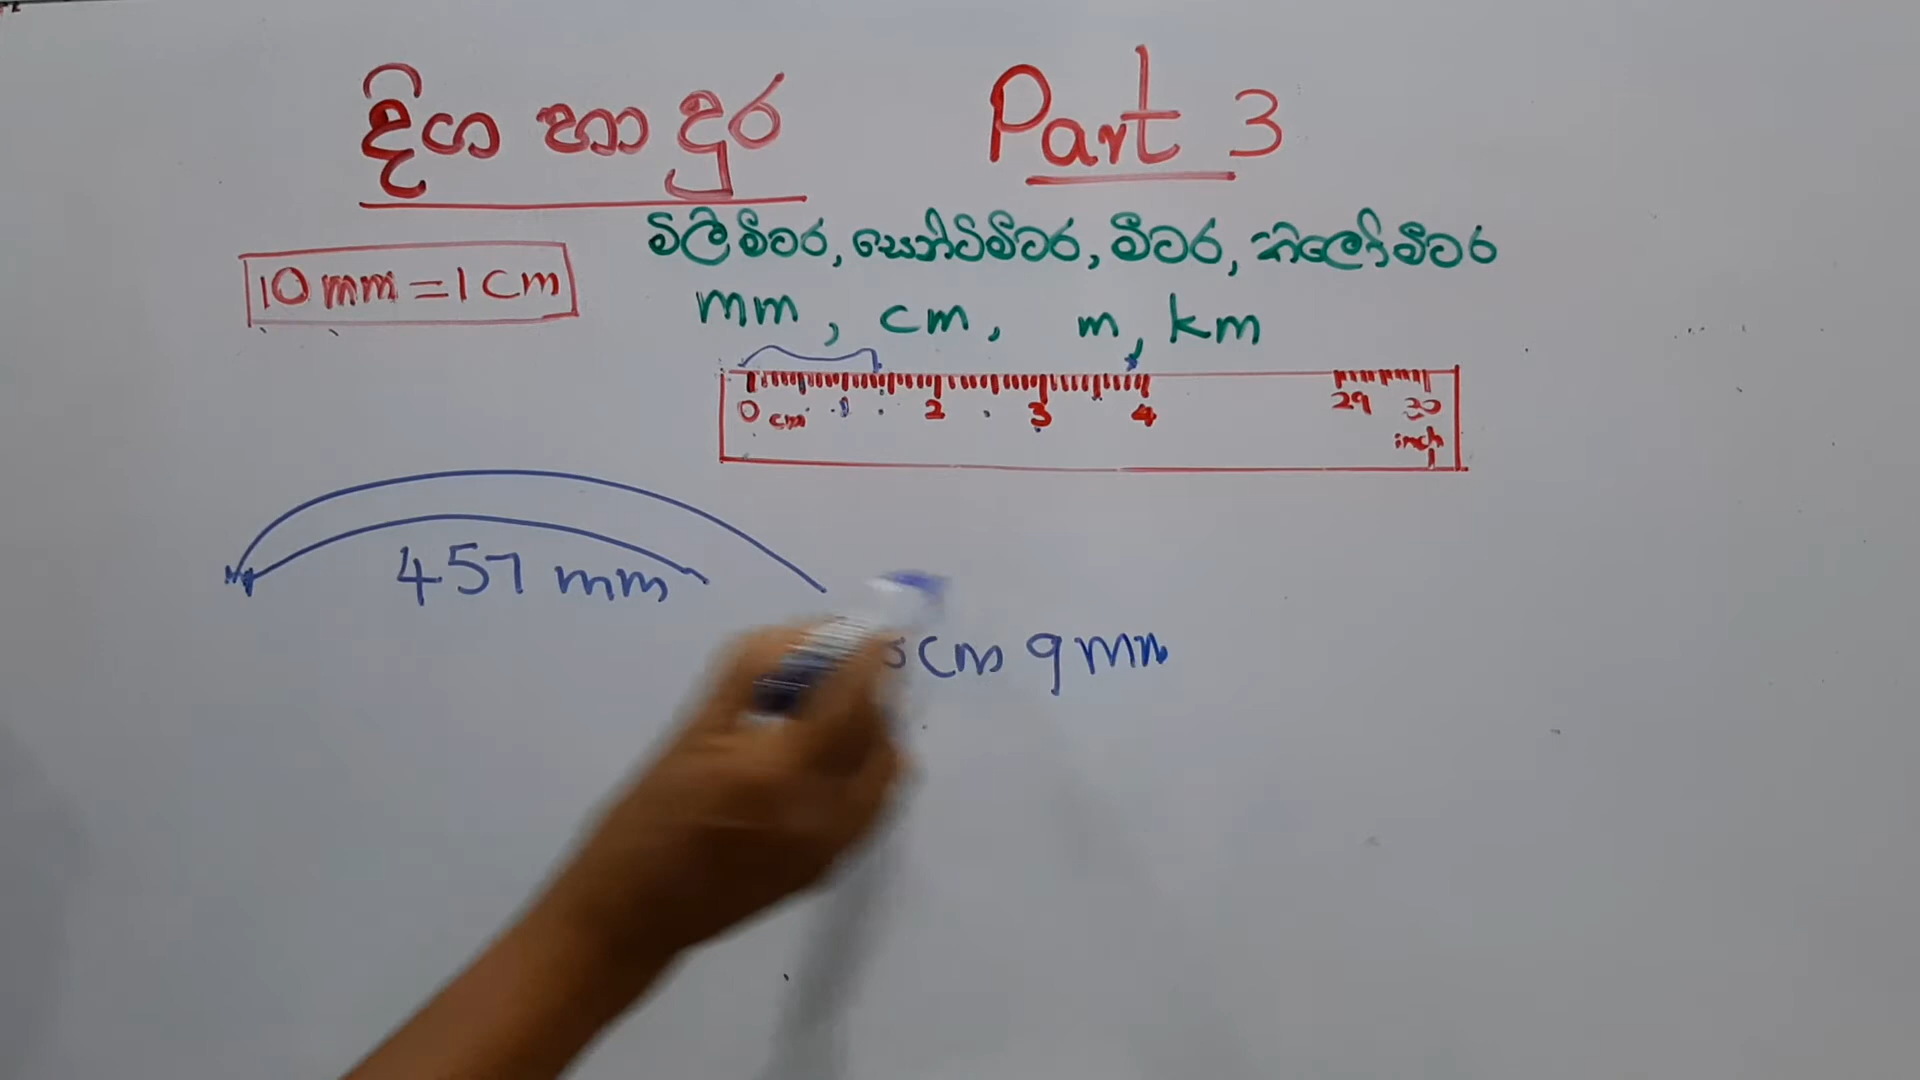 දිග හා දුර
Part 3
මිලිමීටර, සෙන්ටිමීටර, මීටර, කිලෝමීටර
10 mm = 1 cm
mm, cm, m, km
0 cm 1 2 3 4 29 30
inch
457 mm
cm 9 mm